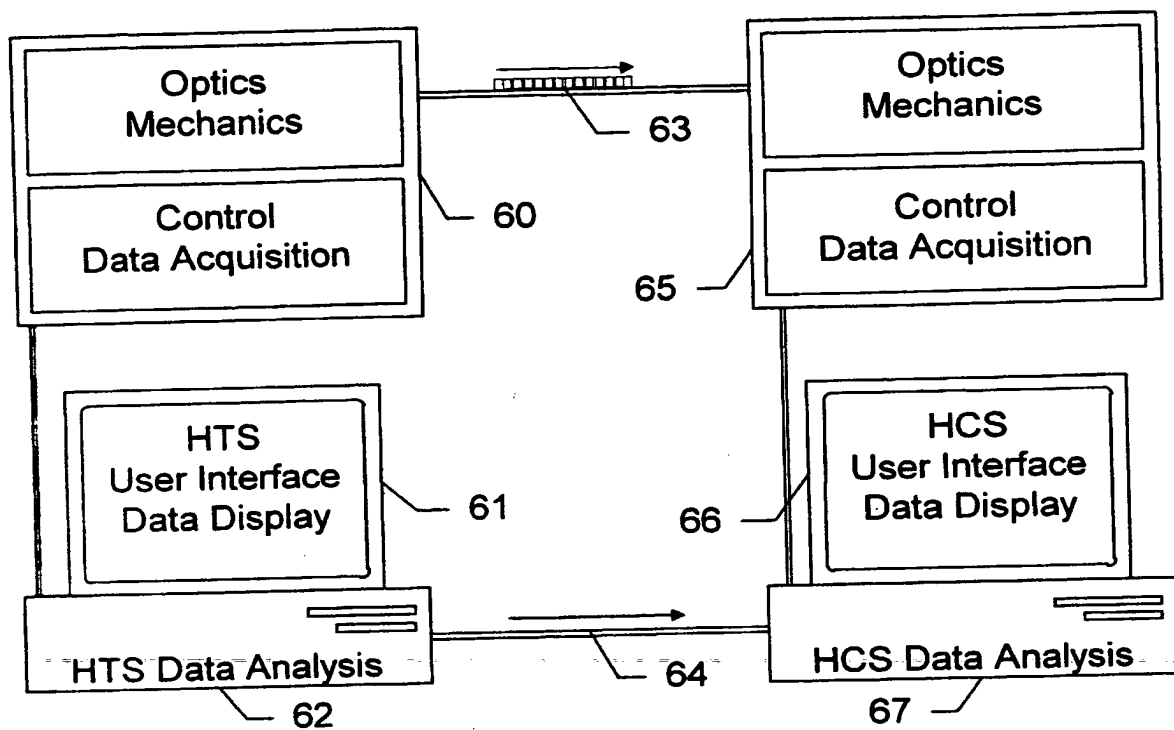 Optics
Mechanics
Control
Data Acquisition
60
63
Optics
Mechanics
Control
Data Acquisition
65
HTS
User Interface
Data Display
61
HTS Data Analysis
62
64
HCS
User Interface
Data Display
66
HCS Data Analysis
67